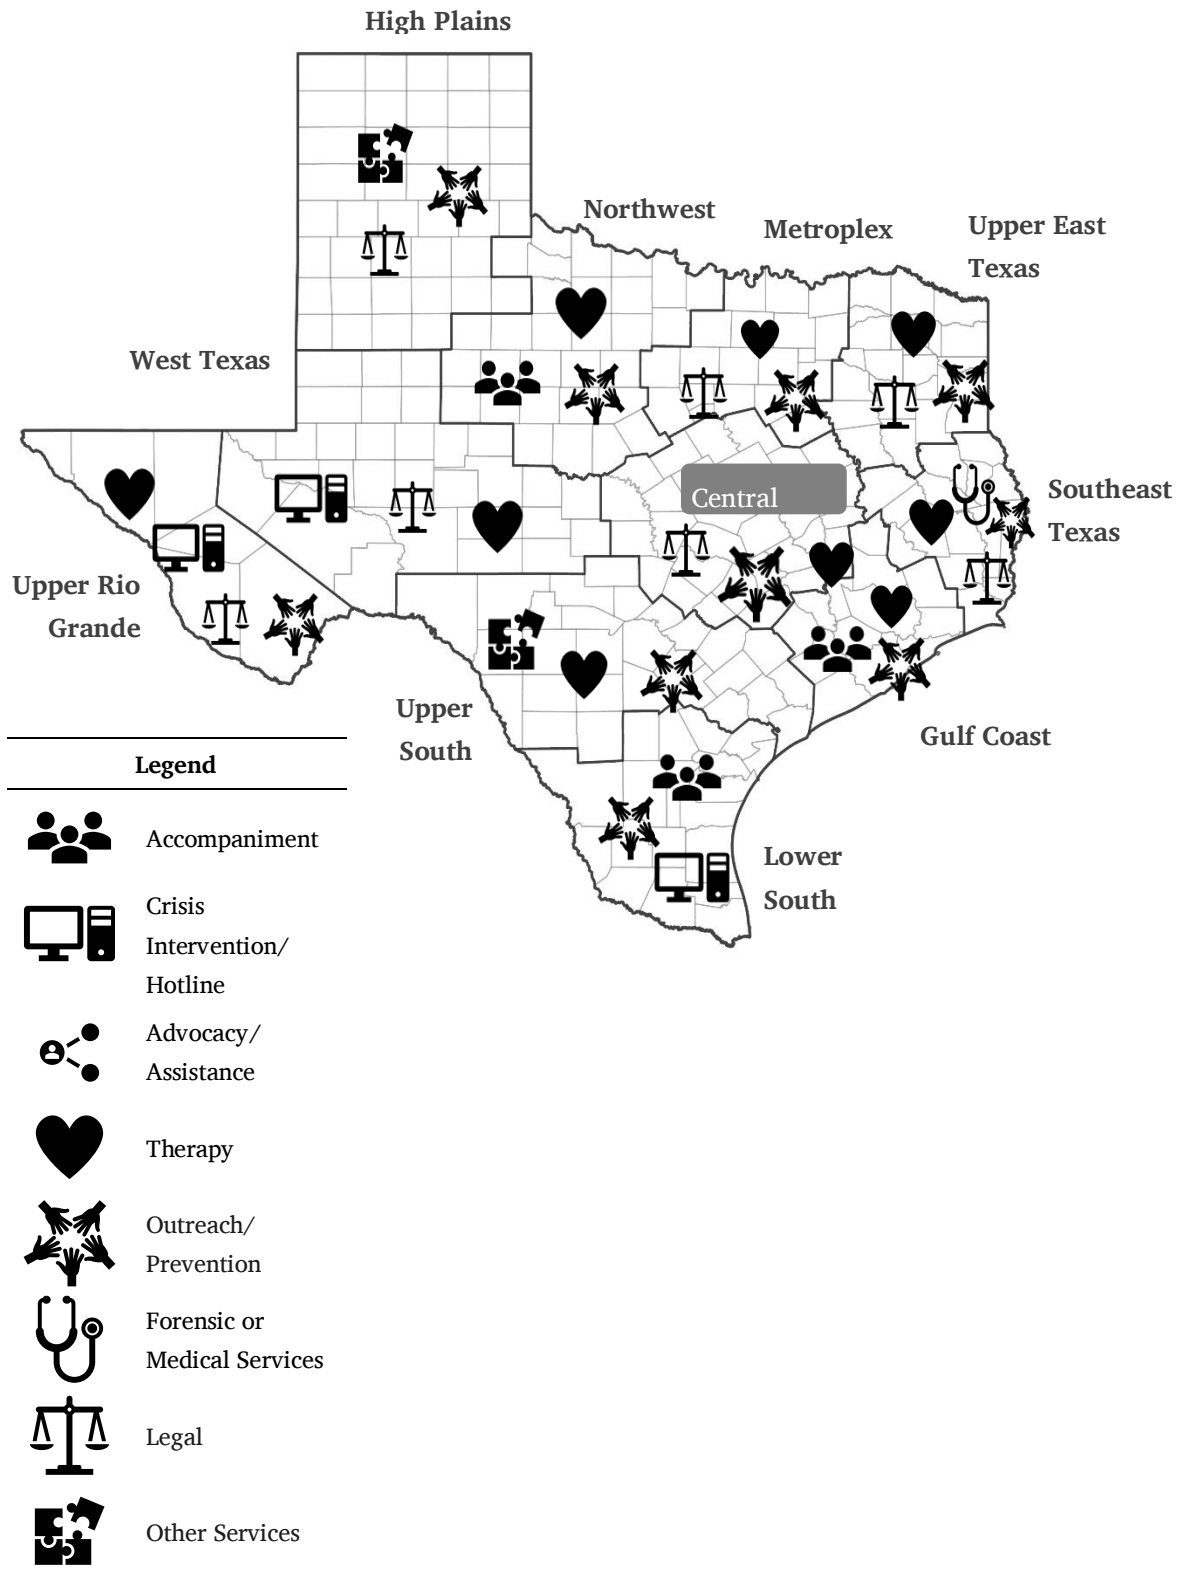 High Plains
Northwest
Metroplex
Upper East
Texas
West Texas
Central
Southeast
Texas
Upper Rio
Grande
Upper
South
Gulf Coast
Lower
South
Legend
Accompaniment
Crisis
Intervention/
Hotline
Advocacy/
Assistance
Therapy
Outreach/
Prevention
Forensic or
Medical Services
Legal
Other Services